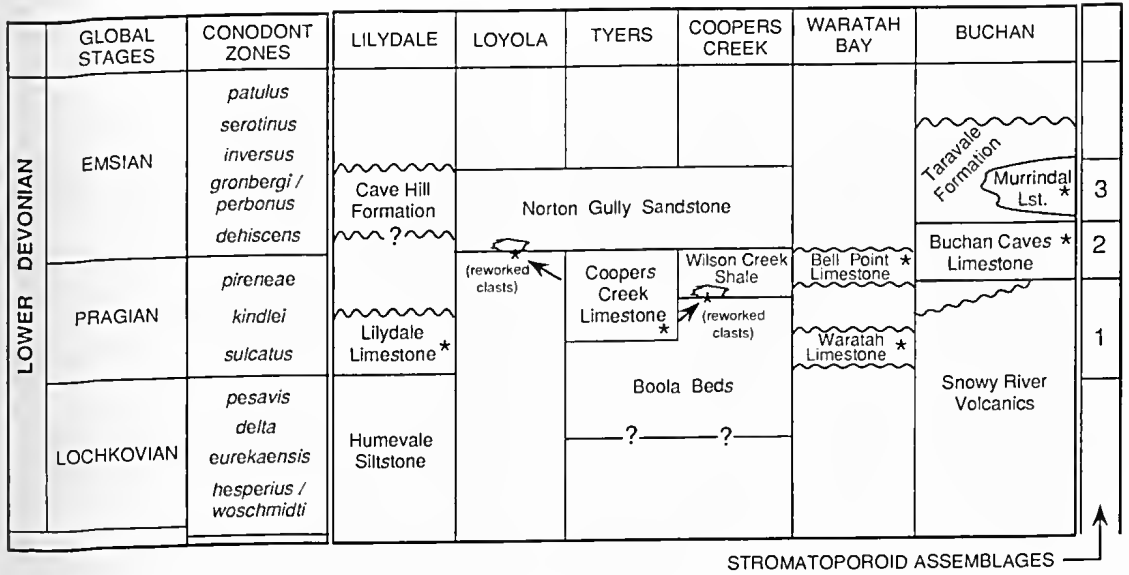 GLOBAL STAGES
CONODONT ZONES
LILYDALE
LOYOLA
TYERS
COOPERS CREEK
WARATAH BAY
BUCHAN
LOWER DEVONIAN
EMSIAN
PRAGIAN
LOCHKOVIAN
patulus
serotinus
inversus
gronbergi /
perbonus
dehiscens
pireneae
kindlei
sulcatus
pesavis
delta
eurekaensis
hesperius /
woschmidti
Cave Hill
Formation
?
Lilydale
Limestone *
Humevale
Siltstone
Norton Gully Sandstone
*
(reworked
clasts)
Coopers
Creek
Limestone
*
Wilson Creek
Shale
*
(reworked
clasts)
Boola Beds
?
?
Bell Point *
Limestone
Waratah *
Limestone
Taravale
Formation
Murrindal
Lst. *
Buchan Caves *
Limestone
Snowy River
Volcanics
3
2
1
STROMATOPOROID ASSEMBLAGES